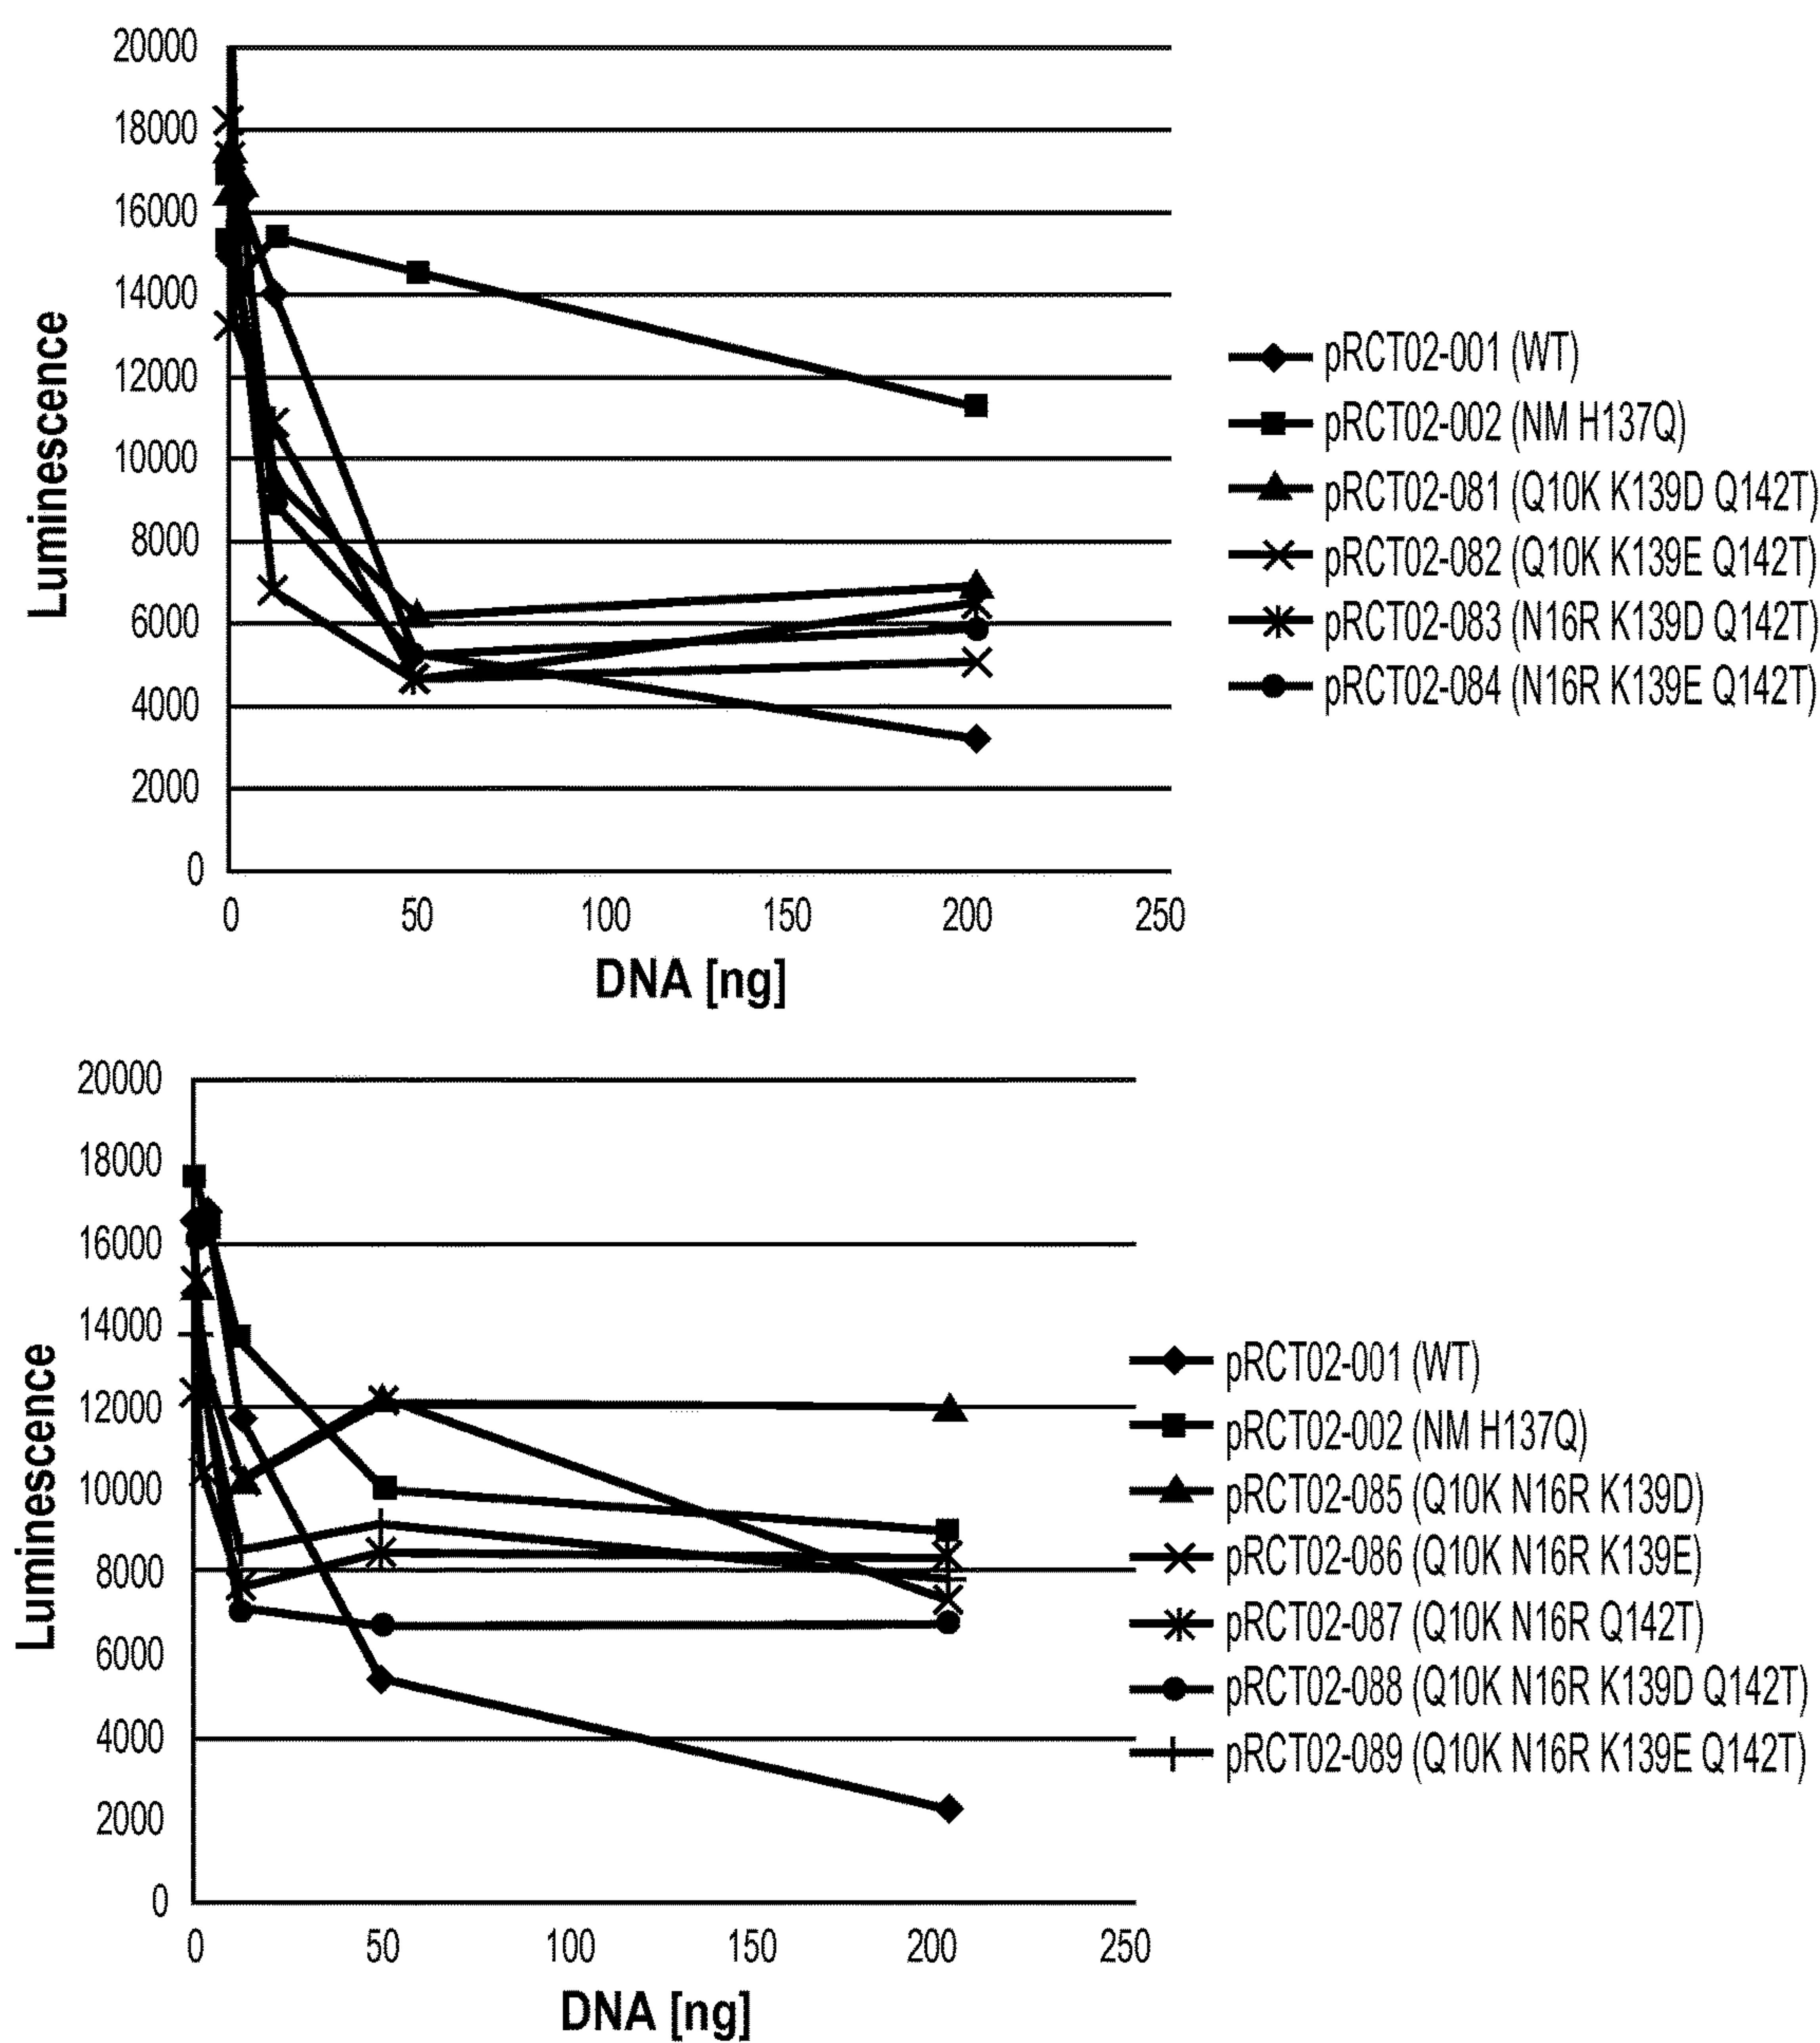 20000
18000
16000
14000
12000
10000
8000
6000
4000
2000
0
Luminescence
0 50 100 150 200 250
DNA [ng]
pRCT02-001 (WT)
pRCT02-002 (NM H137Q)
pRCT02-081 (Q10K K139D Q142T)
pRCT02-082 (Q10K K139E Q142T)
pRCT02-083 (N16R K139D Q142T)
pRCT02-084 (N16R K139E Q142T)
20000
18000
16000
14000
12000
10000
8000
6000
4000
2000
0
Luminescence
0 50 100 150 200 250
DNA [ng]
pRCT02-001 (WT)
pRCT02-002 (NM H137Q)
pRCT02-085 (Q10K N16R K139D)
pRCT02-086 (Q10K N16R K139E)
pRCT02-087 (Q10K N16R Q142T)
pRCT02-088 (Q10K N16R K139D Q142T)
pRCT02-089 (Q10K N16R K139E Q142T)